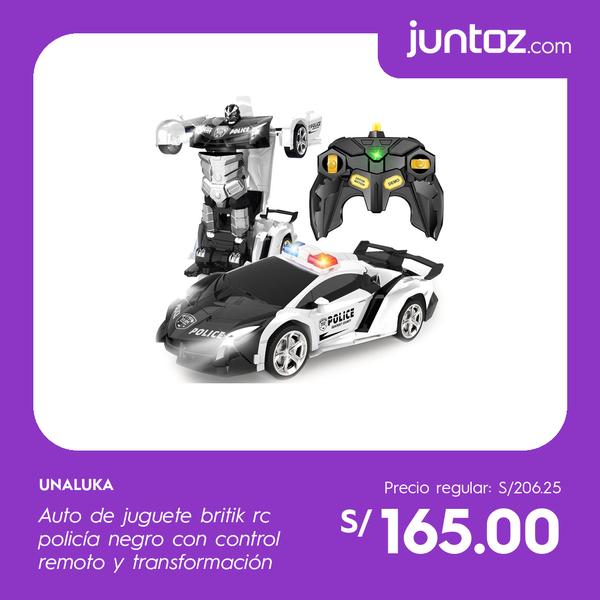 juntoz.com
POLICE
POLICE
DEMO
POLICE
POLICE
UNALUKA
Auto de juguete britik rc
policía negro con control
remoto y transformación
Precio regular: S/206.25
S/ 165.00